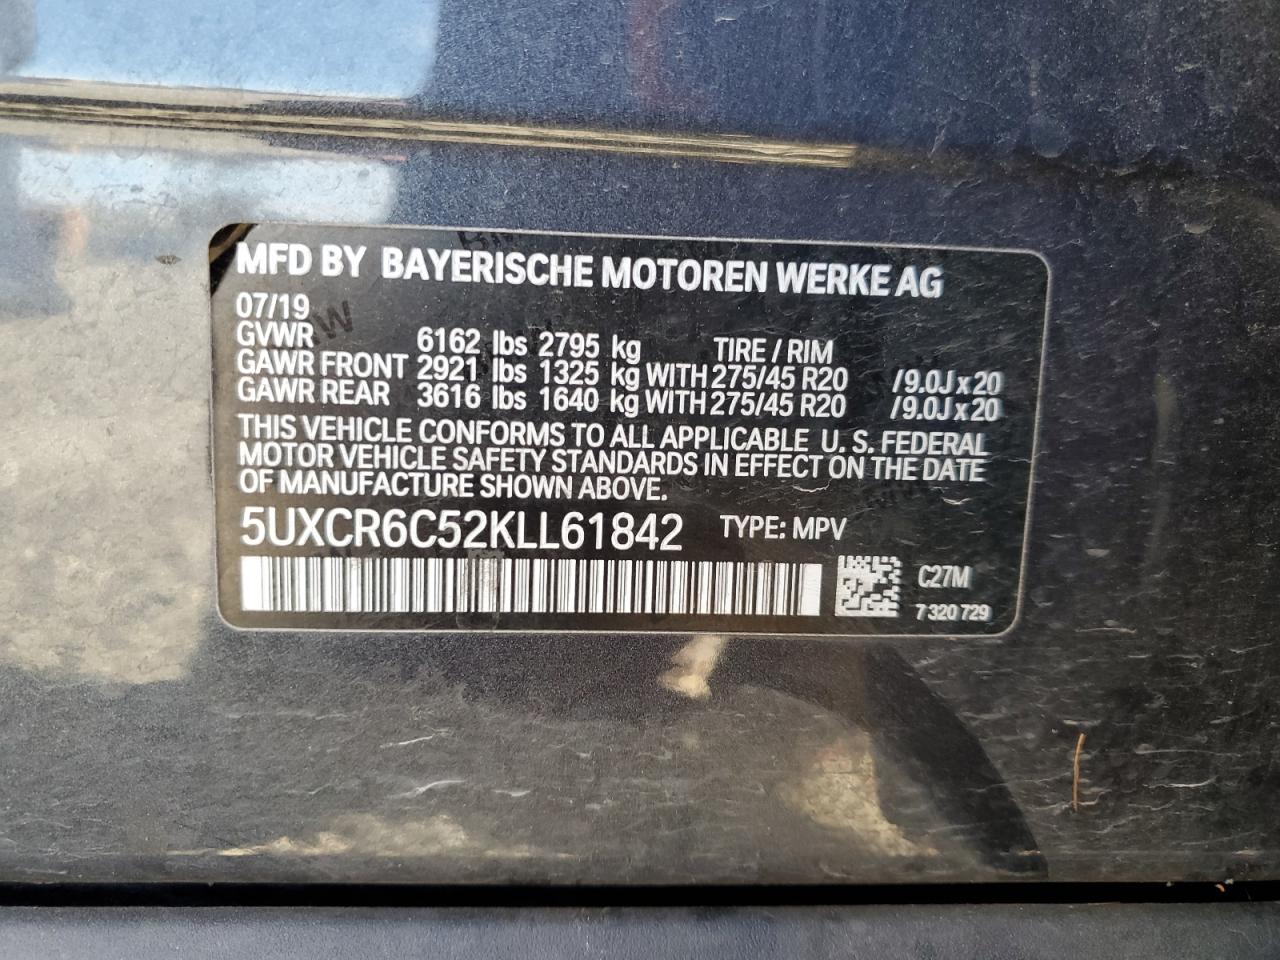 MFD BY BAYERISCHE MOTOREN WERKE AG
07/19
GVWR 6162 lbs 2795 kg TIRE / RIM
GAWR FRONT 2921 lbs 1325 kg WITH 275/45 R20 /9.0J x 20
GAWR REAR 3616 lbs 1640 kg WITH 275/45 R20 /9.0J x 20
THIS VEHICLE CONFORMS TO ALL APPLICABLE U. S. FEDERAL
MOTOR VEHICLE SAFETY STANDARDS IN EFFECT ON THE DATE
OF MANUFACTURE SHOWN ABOVE.
5UXCR6C52KLL61842 TYPE: MPV
C27M
7 320 729